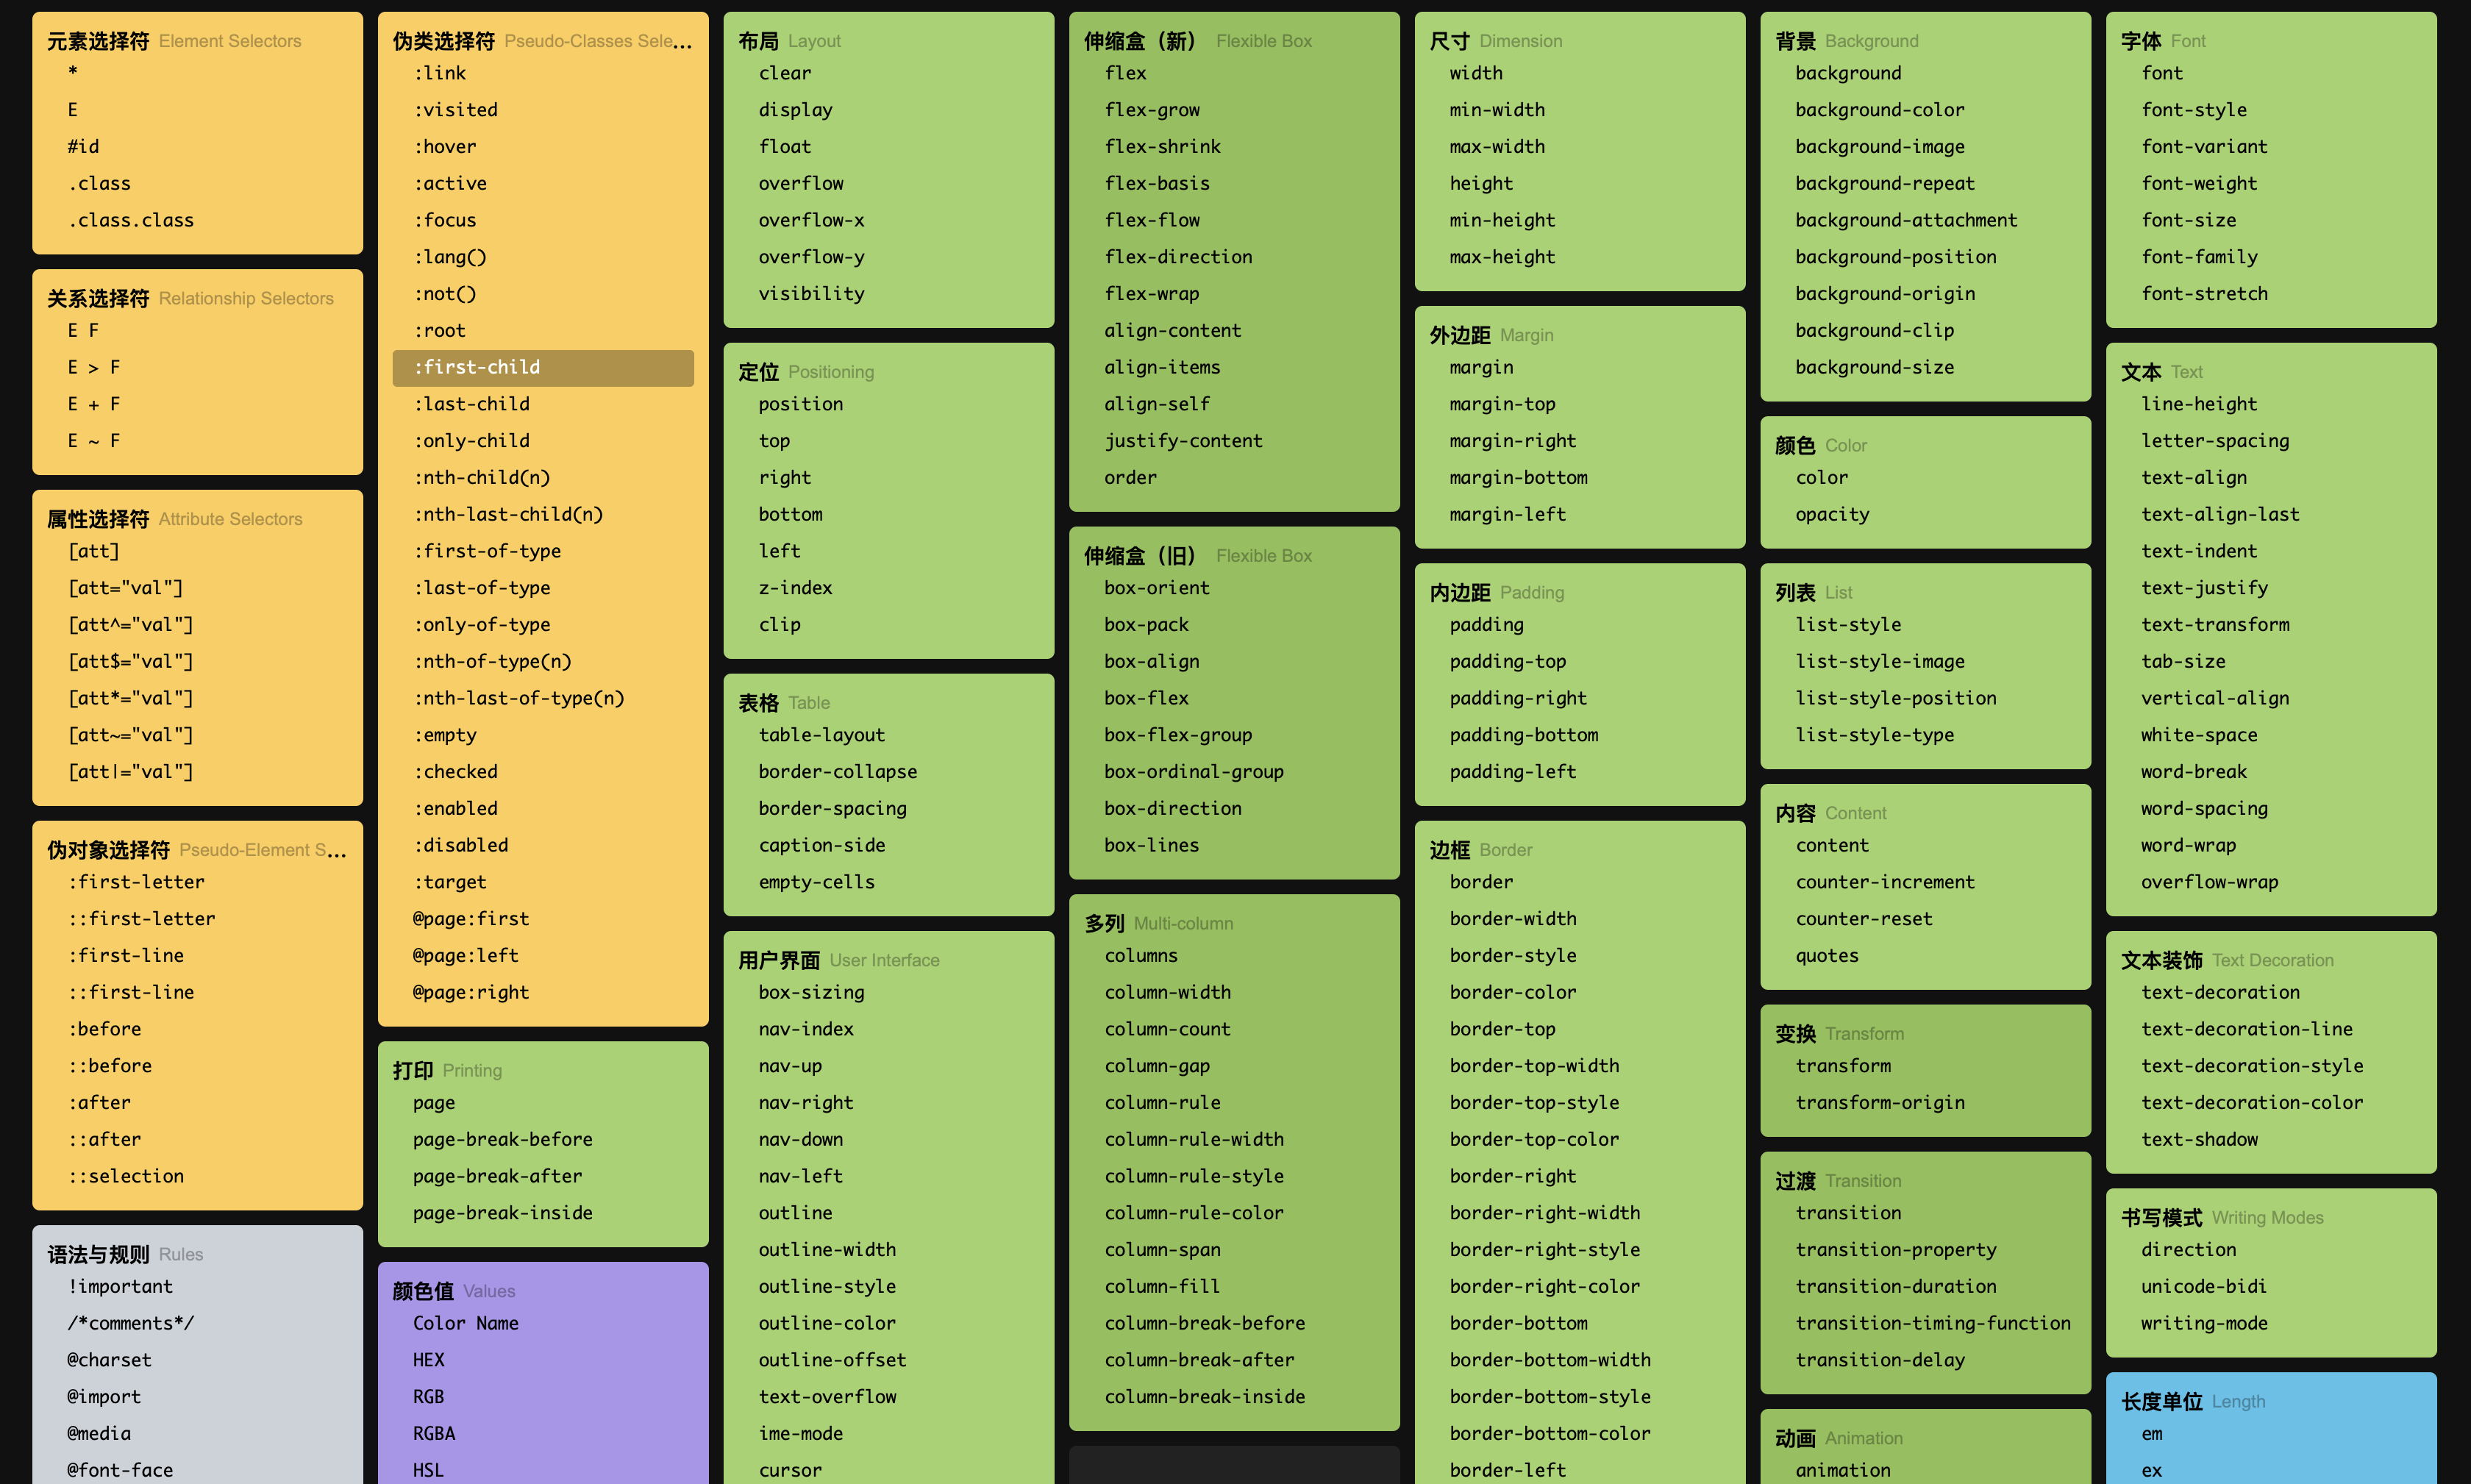 元素选择符 Element Selectors
*
E
#id
.class
.class.class
关系选择符 Relationship Selectors
E F
E > F
E + F
E ~ F
属性选择符 Attribute Selectors
[att]
[att="val"]
[att^="val"]
[att$="val"]
[att*="val"]
[att~="val"]
[att|="val"]
伪对象选择符 Pseudo-Element S...
:first-letter
::first-letter
:first-line
::first-line
:before
::before
:after
::after
::selection
语法与规则 Rules
!important
/*comments*/
@charset
@import
@media
@font-face
伪类选择符 Pseudo-Classes Sele...
:link
:visited
:hover
:active
:focus
:lang()
:not()
:root
:first-child
:last-child
:only-child
:nth-child(n)
:nth-last-child(n)
:first-of-type
:last-of-type
:only-of-type
:nth-of-type(n)
:nth-last-of-type(n)
:empty
:checked
:enabled
:disabled
:target
@page:first
@page:left
@page:right
打印 Printing
page
page-break-before
page-break-after
page-break-inside
颜色值 Values
Color Name
HEX
RGB
RGBA
HSL
布局 Layout
clear
display
float
overflow
overflow-x
overflow-y
visibility
定位 Positioning
position
top
right
bottom
left
z-index
clip
表格 Table
table-layout
border-collapse
border-spacing
caption-side
empty-cells
用户界面 User Interface
box-sizing
nav-index
nav-up
nav-right
nav-down
nav-left
outline
outline-width
outline-style
outline-color
outline-offset
text-overflow
ime-mode
cursor
伸缩盒（新） Flexible Box
flex
flex-grow
flex-shrink
flex-basis
flex-flow
flex-direction
flex-wrap
align-content
align-items
align-self
justify-content
order
伸缩盒（旧） Flexible Box
box-orient
box-pack
box-align
box-flex
box-flex-group
box-ordinal-group
box-direction
box-lines
多列 Multi-column
columns
column-width
column-count
column-gap
column-rule
column-rule-width
column-rule-style
column-rule-color
column-span
column-fill
column-break-before
column-break-after
column-break-inside
尺寸 Dimension
width
min-width
max-width
height
min-height
max-height
外边距 Margin
margin
margin-top
margin-right
margin-bottom
margin-left
内边距 Padding
padding
padding-top
padding-right
padding-bottom
padding-left
边框 Border
border
border-width
border-style
border-color
border-top
border-top-width
border-top-style
border-top-color
border-right
border-right-width
border-right-style
border-right-color
border-bottom
border-bottom-width
border-bottom-style
border-bottom-color
border-left
背景 Background
background
background-color
background-image
background-repeat
background-attachment
background-position
background-origin
background-clip
background-size
颜色 Color
color
opacity
列表 List
list-style
list-style-image
list-style-position
list-style-type
内容 Content
content
counter-increment
counter-reset
quotes
变换 Transform
transform
transform-origin
过渡 Transition
transition
transition-property
transition-duration
transition-timing-function
transition-delay
动画 Animation
animation
字体 Font
font
font-style
font-variant
font-weight
font-size
font-family
font-stretch
文本 Text
line-height
letter-spacing
text-align
text-align-last
text-indent
text-justify
text-transform
tab-size
vertical-align
white-space
word-break
word-spacing
word-wrap
overflow-wrap
文本装饰 Text Decoration
text-decoration
text-decoration-line
text-decoration-style
text-decoration-color
text-shadow
书写模式 Writing Modes
direction
unicode-bidi
writing-mode
长度单位 Length
em
ex